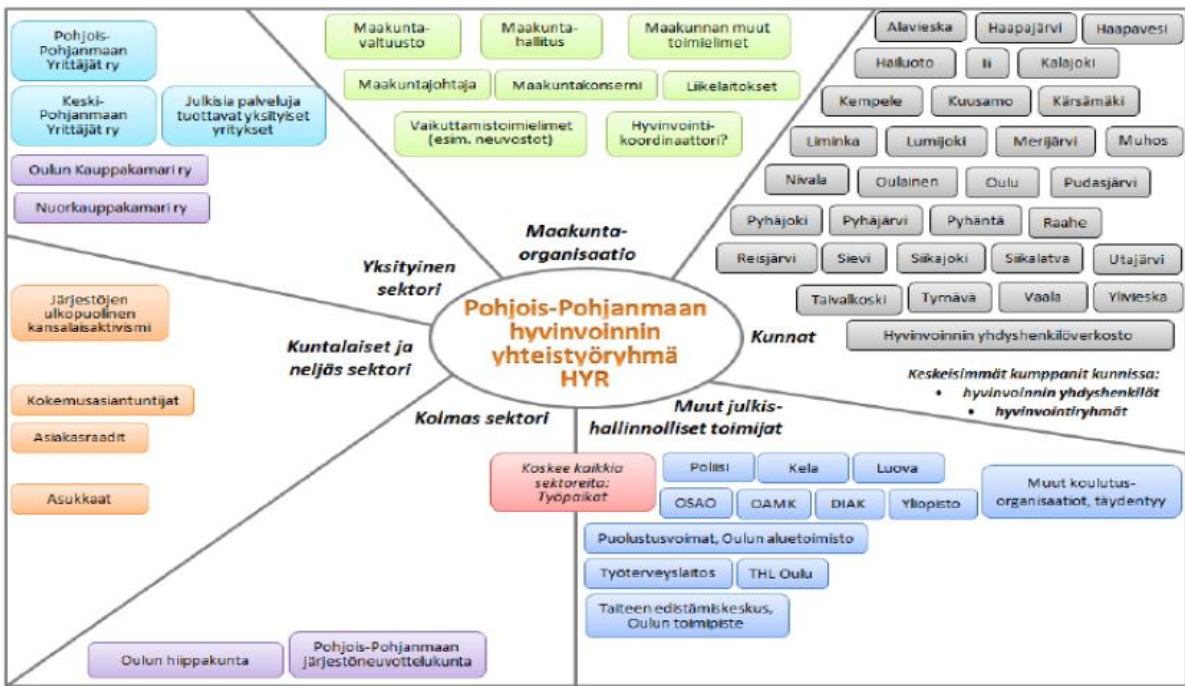 Pohjois-
Pohjanmaan
Yrittäjät ry
Keski-
Pohjanmaan
Yrittäjät ry
Julkisia palveluja
tuottavat yksityiset
yritykset
Oulun Kauppakamari ry
Nuorkauppakamari ry
Yksityinen
sektori
Maakunta-
valtuusto
Maakunta-
hallitus
Maakunnan muut
toimielimet
Maakuntajohtaja
Maakuntakonserni
Liikelaitokset
Vaikuttamistoimielimet
(esim. neuvostot)
Hyvinvointi-
koordinaattori?
Maakunta-
organisaatio
Alavieska
Haapajärvi
Haapavesi
Hailuoto
Ii
Kalajoki
Kempele
Kuusamo
Kärsämäki
Liminka
Lumijoki
Merijärvi
Muhos
Nivala
Oulainen
Oulu
Pudasjärvi
Pyhäjoki
Pyhäjärvi
Pyhäntä
Raahe
Reisjärvi
Sievi
Siikajoki
Siikalatva
Utajärvi
Taivalkoski
Tyrnävä
Vaala
Ylivieska
Kunnat
Hyvinvoinnin yhdyshenkilöverkosto
Keskeisimmät kumppanit kunnissa:
• hyvinvoinnin yhdyshenkilöt
• hyvinvointiryhmät
Pohjois-Pohjanmaan
hyvinvoinnin
yhteistyöryhmä
HYR
Järjestöjen
ulkopuolinen
kansalaisaktivismi
Kuntalaiset ja
neljäs sektori
Kokemusasiantuntijat
Asiakasraadit
Asukkaat
Kolmas sektori
Oulun hiippakunta
Pohjois-Pohjanmaan
järjestöneuvottelukunta
Muut julkis-
hallinnolliset toimijat
Koskee kaikkia
sektoreita:
Työpaikat
Poliisi
Kela
Luova
OSAO
OAMK
DIAK
Yliopisto
Muut koulutus-
organisaatiot, täydentyy
Puolustusvoimat, Oulun aluetoimisto
Työterveyslaitos
THL Oulu
Taiteen edistämiskeskus,
Oulun toimipiste